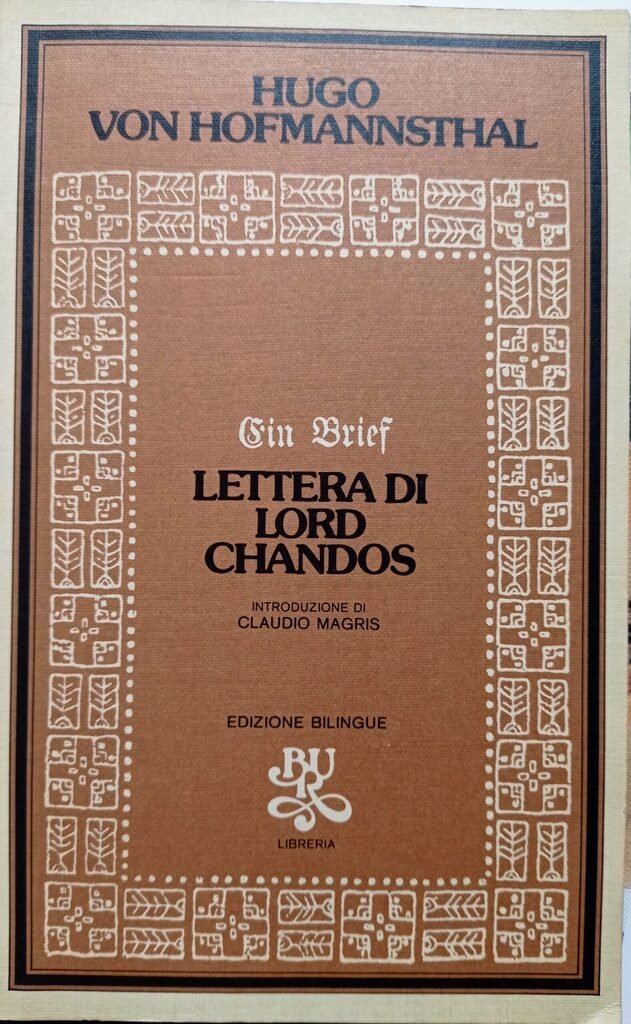 HUGO
VON HOFMANNSTHAL
Ein Brief
LETTERA DI
LORD
CHANDOS
INTRODUZIONE DI
CLAUDIO MAGRIS
EDIZIONE BILINGUE
BUR
LIBRERIA